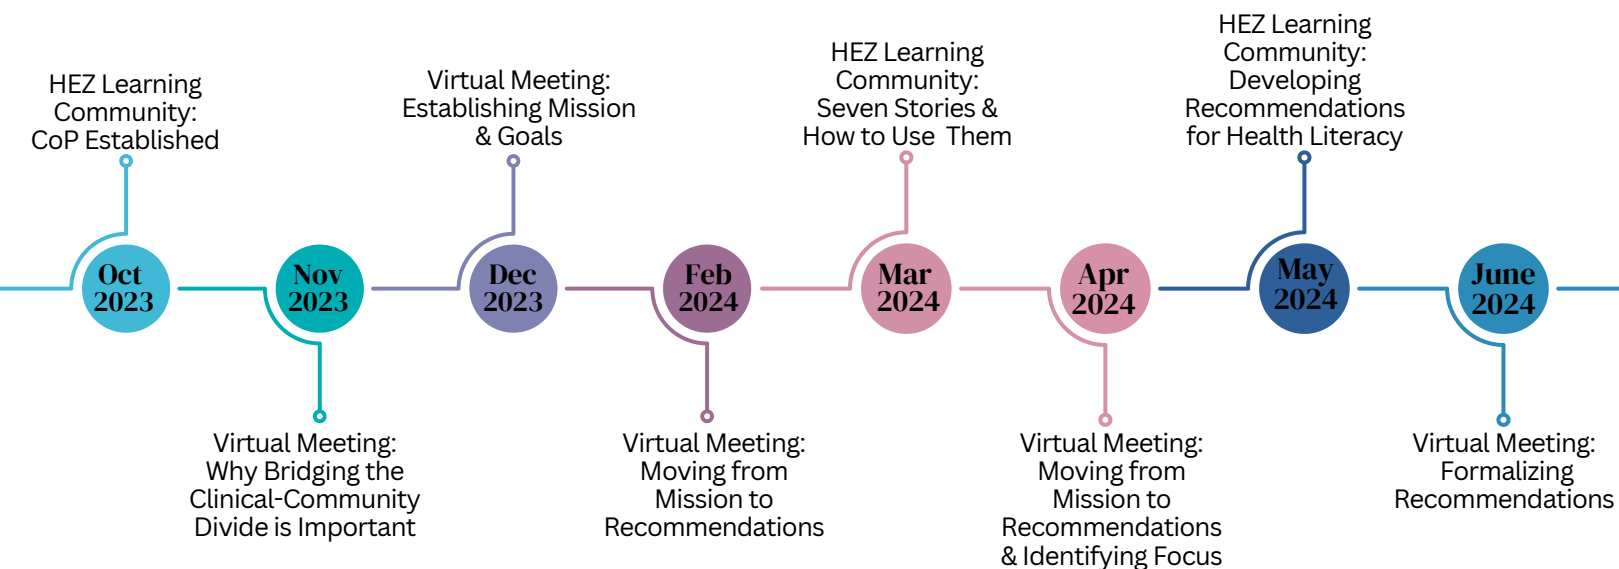 HEZ Learning
Community:
CoP Established
Oct
2023
Nov
2023
Virtual Meeting:
Why Bridging the
Clinical-Community
Divide is Important
Virtual Meeting:
Establishing Mission
& Goals
Dec
2023
Feb
2024
Virtual Meeting:
Moving from
Mission to
Recommendations
HEZ Learning
Community:
Seven Stories &
How to Use Them
Mar
2024
Apr
2024
Virtual Meeting:
Moving from
Mission to
Recommendations
& Identifying Focus
HEZ Learning
Community:
Developing
Recommendations
for Health Literacy
May
2024
June
2024
Virtual Meeting:
Formalizing
Recommendations